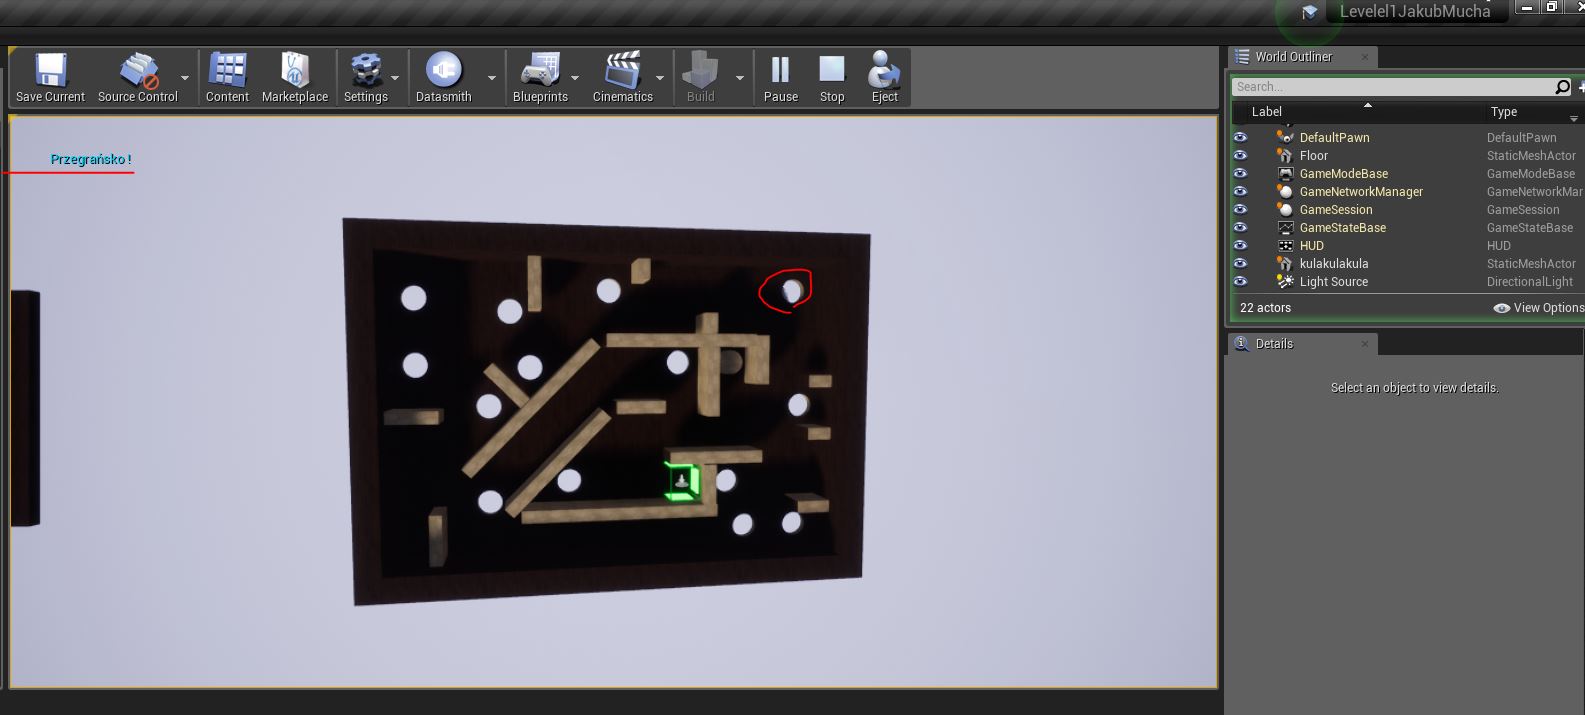 Levelel1JakubMucha
Save Current
Source Control
Content
Marketplace
Settings
Datasmith
Blueprints
Cinematics
Build
Pause
Stop
Eject
Przegrańsko!
World Outliner
Search...
Label Type
DefaultPawn DefaultPawn
Floor StaticMeshActor
GameModeBase GameModeBase
GameNetworkManager GameNetworkMar
GameSession GameSession
GameStateBase GameStateBase
HUD HUD
kulakulakula StaticMeshActor
Light Source DirectionalLight
22 actors View Options
Details
Select an object to view details.